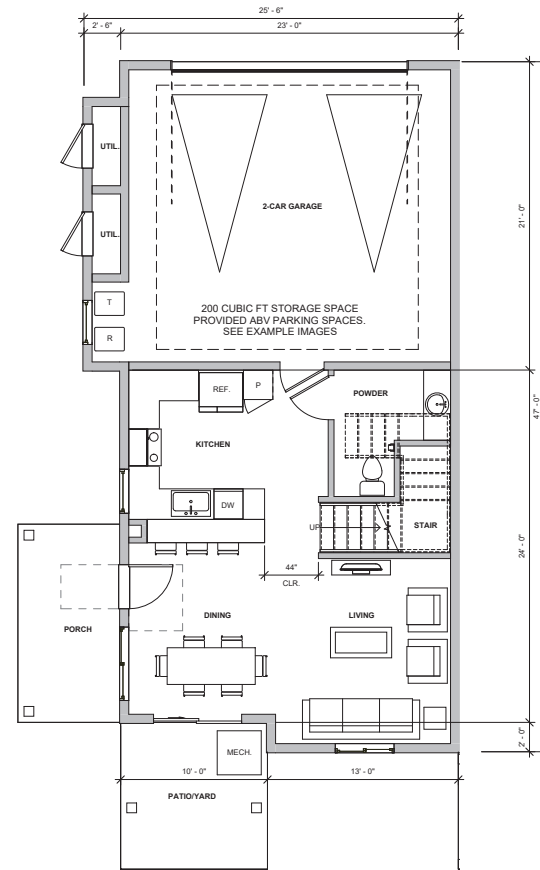 25' - 6"
2' - 6"
23' - 0"
UTIL.
2-CAR GARAGE
21' - 0"
UTIL.
T
200 CUBIC FT STORAGE SPACE
PROVIDED ABV PARKING SPACES.
SEE EXAMPLE IMAGES
R
REF.
P
POWDER
47' - 0"
KITCHEN
DW
UP
STAIR
24' - 0"
44"
CLR.
PORCH
DINING
LIVING
2' - 0"
MECH.
10' - 0"
13' - 0"
PATIO/YARD